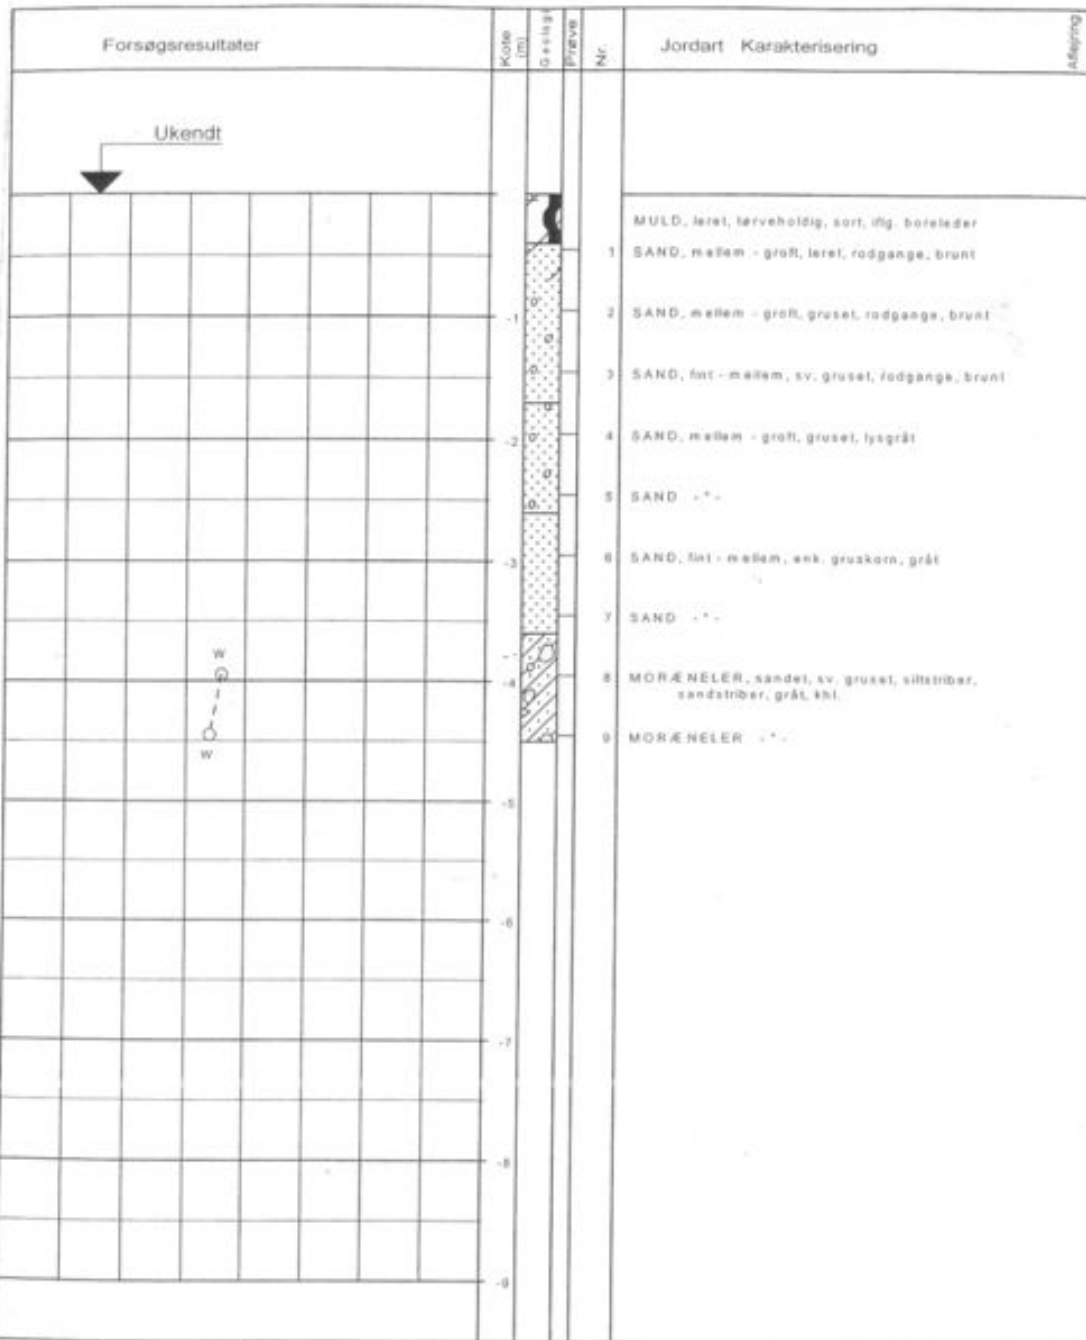 Forsøgsresultater
Kote
(m)
Geologi
Prøve
Nr.
Jordart Karakterisering
Aflejring
Ukendt
MULD, leret, tørveholdig, sort, iflg. boreleder
1 SAND, mellem - groft, leret, rodgange, brunt
-1
2 SAND, mellem - groft, gruset, rodgange, brunt
3 SAND, fint - mellem, sv. gruset, rodgange, brunt
-2
4 SAND, mellem - groft, gruset, lysgråt
5 SAND -"-
-3
6 SAND, fint - mellem, enk. gruskorn, gråt
7 SAND -"-
W
-4
8 MORÆNELER, sandet, sv. gruset, siltstriber,
sandstriber, gråt, khl.
9 MORÆNELER -"-
W
-5
-6
-7
-8
-9